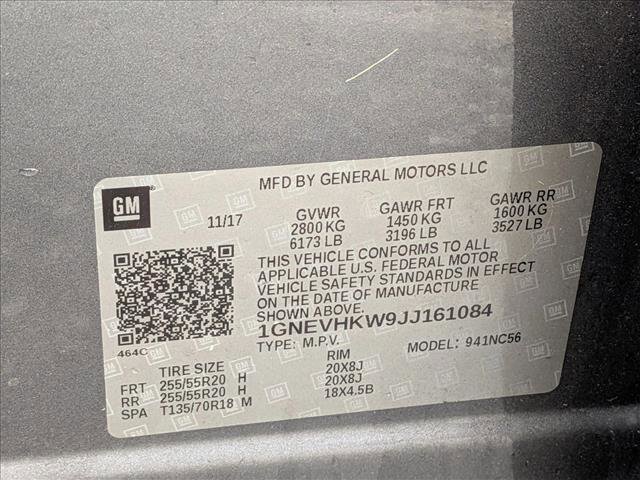 MFD BY GENERAL MOTORS LLC
GM
11/17
GVWR
2800 KG
6173 LB
GAWR FRT
1450 KG
3196 LB
GAWR RR
1600 KG
3527 LB
THIS VEHICLE CONFORMS TO ALL
APPLICABLE U.S. FEDERAL MOTOR
VEHICLE SAFETY STANDARDS IN EFFECT
ON THE DATE OF MANUFACTURE
SHOWN ABOVE.
1GNEVHKW9JJ161084
464C
TYPE: M.P.V.
MODEL: 941NC56
TIRE SIZE RIM
FRT 255/55R20 H 20X8J
RR 255/55R20 H 20X8J
SPA T135/70R18 M 18X4.5B